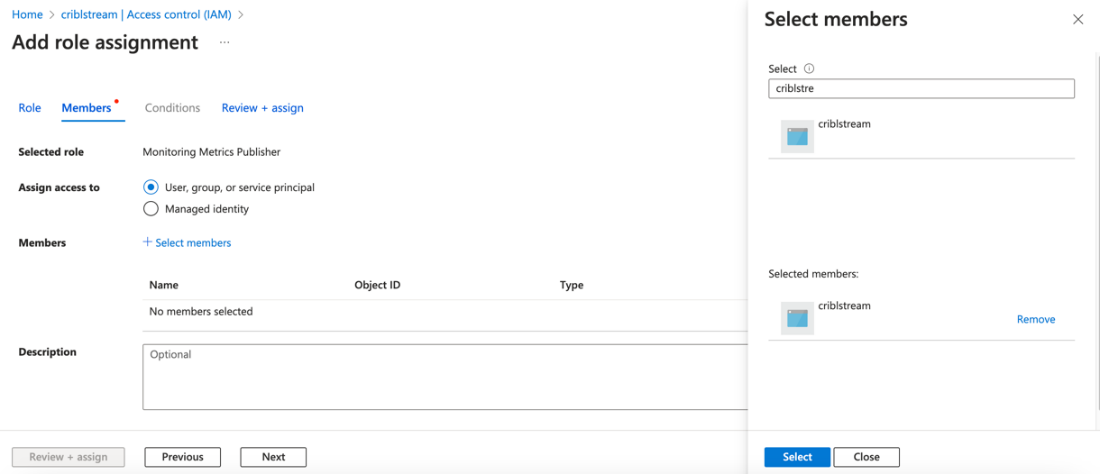 Home > criblstream | Access control (IAM) >
Add role assignment ...
Role Members Conditions Review + assign
Selected role Monitoring Metrics Publisher
Assign access to User, group, or service principal
Managed identity
Members + Select members
Name Object ID Type
No members selected
Description Optional
Review + assign Previous Next
Select members
Select
criblstre
criblstream
Selected members:
criblstream Remove
Select Close